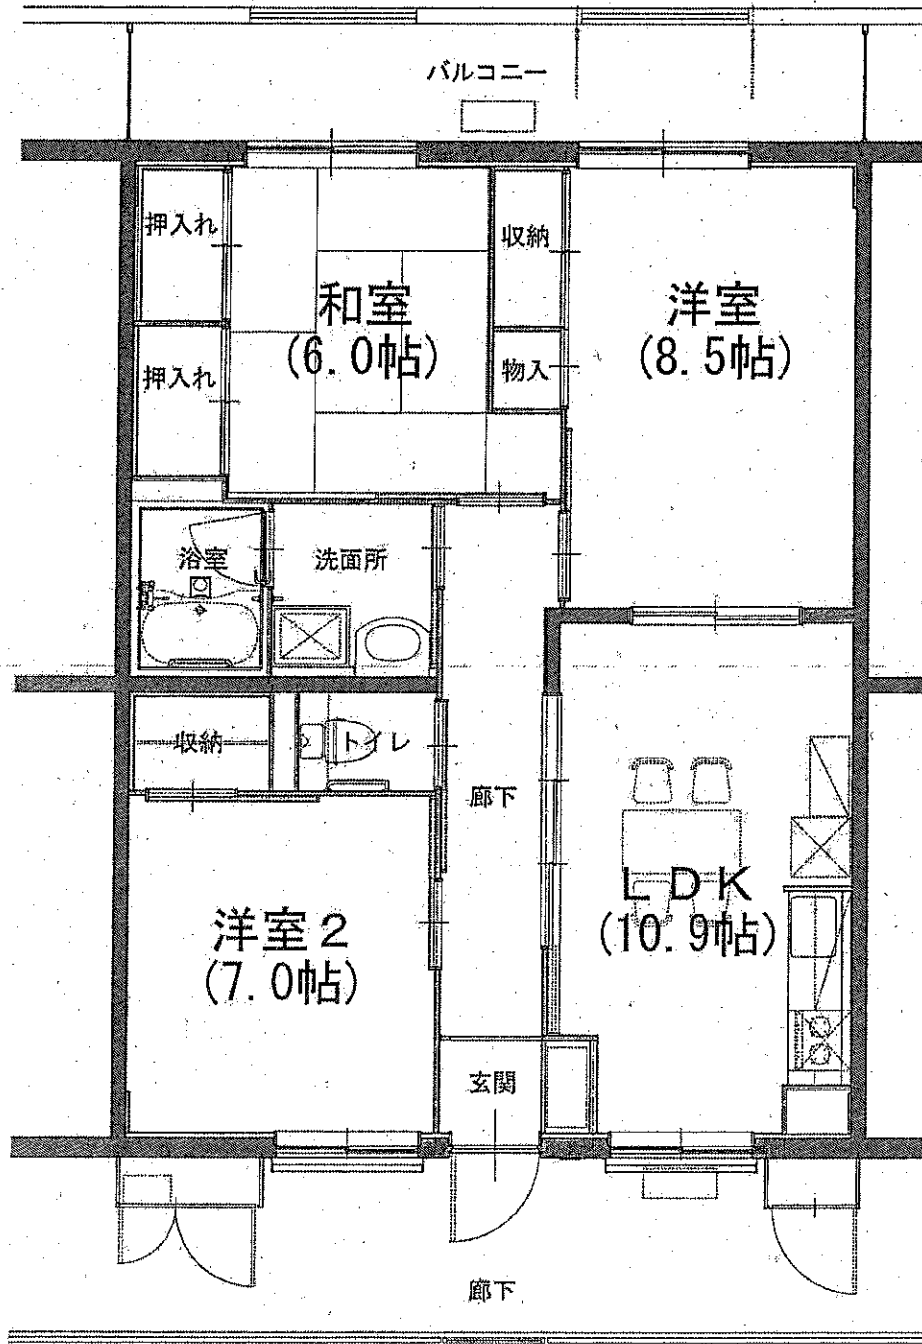 バルコニー
押入れ
収納
和室
(6.0帖)
洋室
(8.5帖)
押入れ
物入
浴室
洗面所
収納
トイレ
廊下
LDK
(10.9帖)
洋室2
(7.0帖)
玄関
廊下